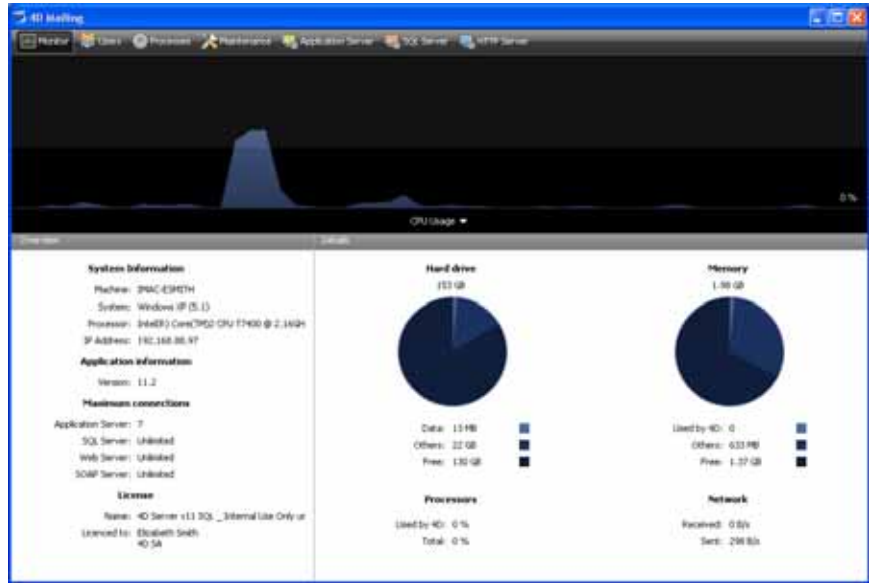 4D Mailing
Monitor Users Processes Maintenance Application Server SQL Server HTTP Server
0 %
CPU Usage
Overview
Details
System Information
Machine: IMAC-ESMITH
System: Windows XP (5.1)
Processor: Intel(R) Core(TM)2 CPU T7400 @ 2.16GH
IP Address: 192.168.80.97
Application information
Version: 11.2
Maximum connections
Application Server: 7
SQL Server: Unlimited
Web Server: Unlimited
SOAP Server: Unlimited
License
Name: 4D Server v11 SQL _ Internal Use Only ur
Licenced to: Elizabeth Smith
4D SA
Hard drive
153 GB
Data: 13 MB
Others: 22 GB
Free: 130 GB
Processors
Used by 4D: 0 %
Total: 0 %
Memory
1.98 GB
Used by 4D: 0
Others: 633 MB
Free: 1.37 GB
Network
Received: 0 B/s
Sent: 298 B/s